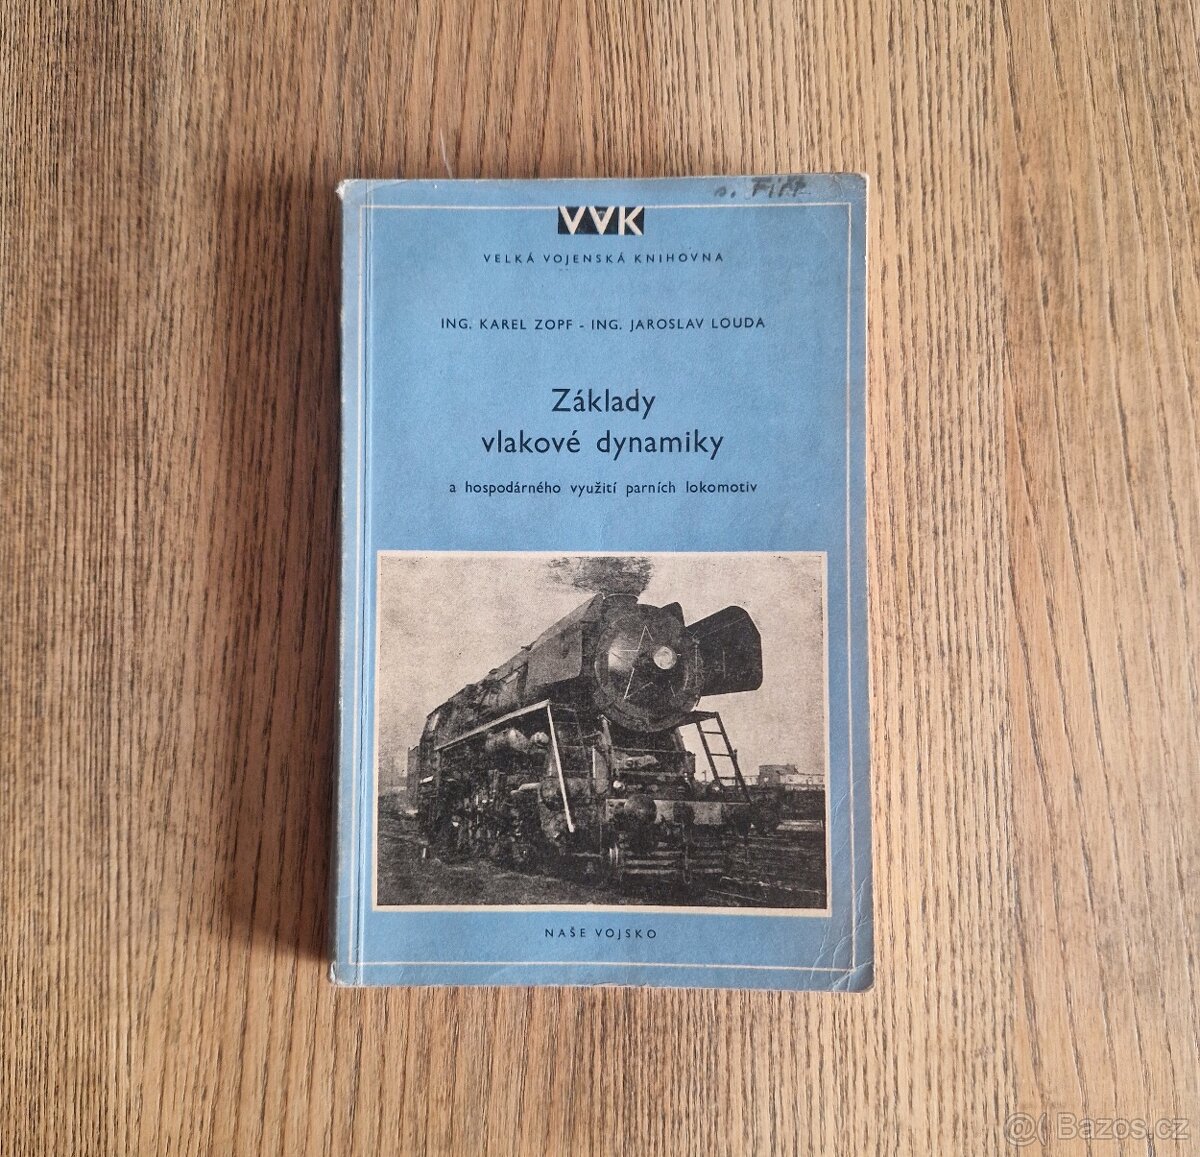 VVK
VELKÁ VOJENSKÁ KNIHOVNA
ING. KAREL ZOPF - ING. JAROSLAV LOUDA
Základy
vlakové dynamiky
a hospodárného využití parních lokomotiv
NAŠE VOJSKO
@( Bazos.cz